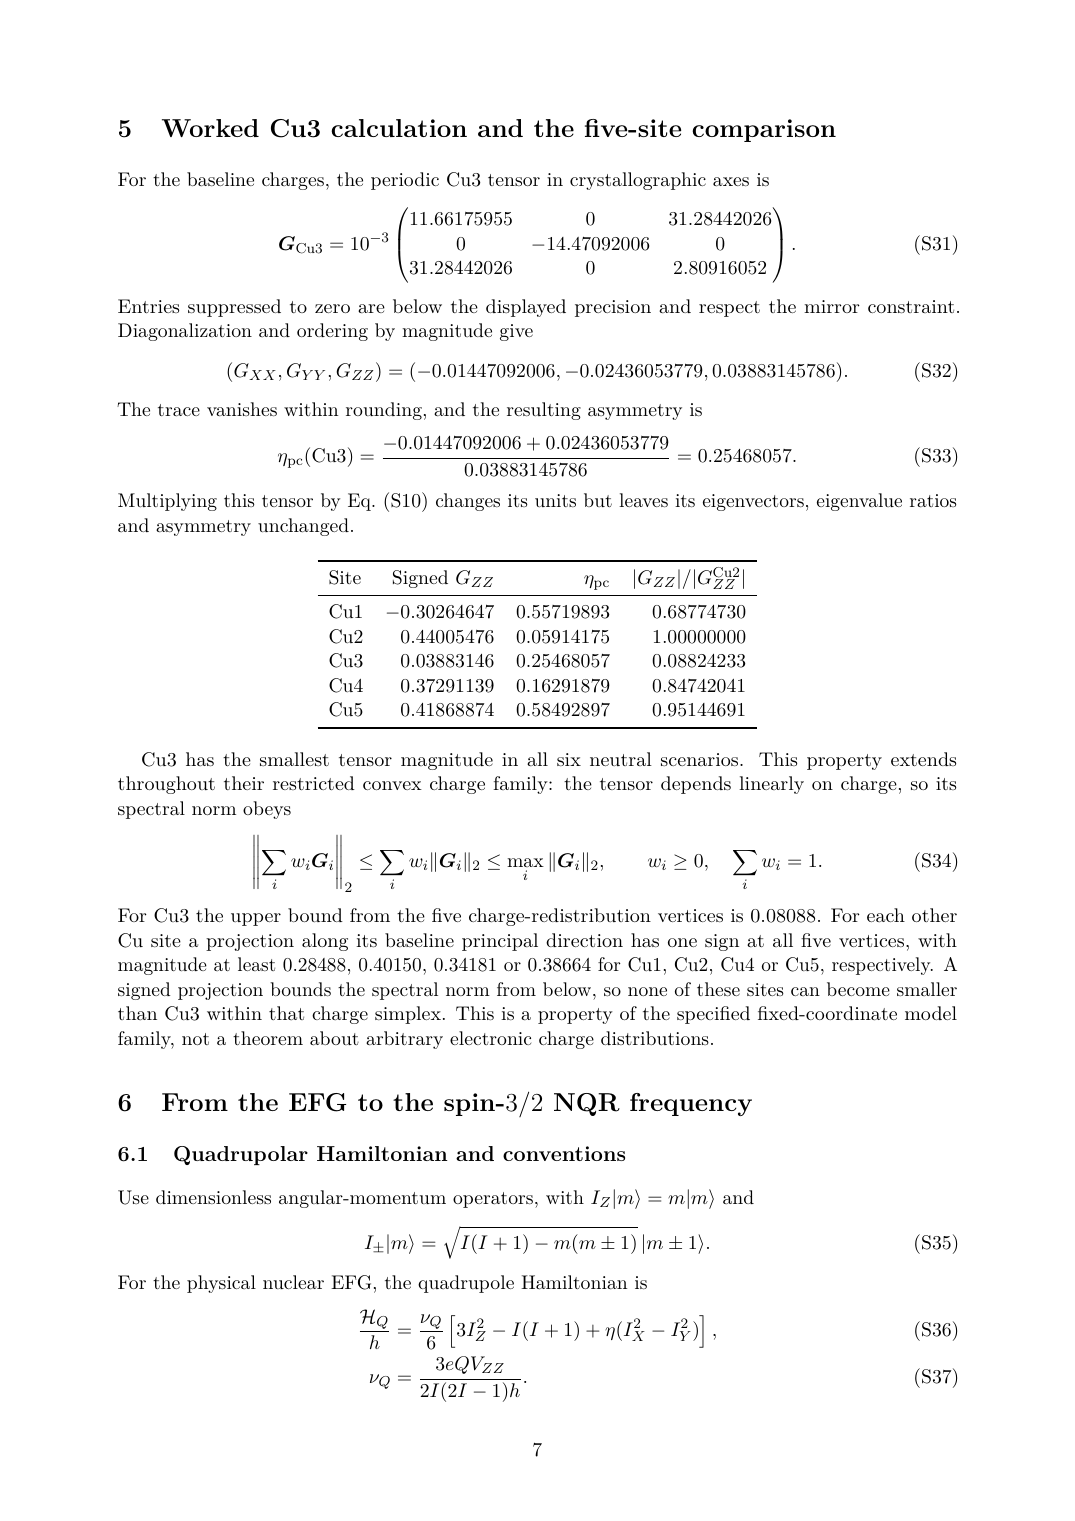 5 Worked Cu3 calculation and the five-site comparison
For the baseline charges, the periodic Cu3 tensor in crystallographic axes is
G_Cu3 = 10^−3 ( 11.66175955 0 31.28442026
0 −14.47092006 0
31.28442026 0 2.80916052 ) . (S31)
Entries suppressed to zero are below the displayed precision and respect the mirror constraint.
Diagonalization and ordering by magnitude give
(G_XX, G_YY, G_ZZ) = (−0.01447092006, −0.02436053779, 0.03883145786). (S32)
The trace vanishes within rounding, and the resulting asymmetry is
η_pc(Cu3) = (−0.01447092006 + 0.02436053779) / 0.03883145786 = 0.25468057. (S33)
Multiplying this tensor by Eq. (S10) changes its units but leaves its eigenvectors, eigenvalue ratios
and asymmetry unchanged.
Site Signed G_ZZ η_pc |G_ZZ|/|G_ZZ^Cu2|
Cu1 −0.30264647 0.55719893 0.68774730
Cu2 0.44005476 0.05914175 1.00000000
Cu3 0.03883146 0.25468057 0.08824233
Cu4 0.37291139 0.16291879 0.84742041
Cu5 0.41868874 0.58492897 0.95144691
Cu3 has the smallest tensor magnitude in all six neutral scenarios. This property extends
throughout their restricted convex charge family: the tensor depends linearly on charge, so its
spectral norm obeys
‖∑_i w_i G_i‖_2 ≤ ∑_i w_i‖G_i‖_2 ≤ max_i ‖G_i‖_2, w_i ≥ 0, ∑_i w_i = 1. (S34)
For Cu3 the upper bound from the five charge-redistribution vertices is 0.08088. For each other
Cu site a projection along its baseline principal direction has one sign at all five vertices, with
magnitude at least 0.28488, 0.40150, 0.34181 or 0.38664 for Cu1, Cu2, Cu4 or Cu5, respectively. A
signed projection bounds the spectral norm from below, so none of these sites can become smaller
than Cu3 within that charge simplex. This is a property of the specified fixed-coordinate model
family, not a theorem about arbitrary electronic charge distributions.
6 From the EFG to the spin-3/2 NQR frequency
6.1 Quadrupolar Hamiltonian and conventions
Use dimensionless angular-momentum operators, with I_Z|m⟩ = m|m⟩ and
I_±|m⟩ = √(I(I + 1) − m(m ± 1)) |m ± 1⟩. (S35)
For the physical nuclear EFG, the quadrupole Hamiltonian is
ℋ_Q / h = ν_Q / 6 [3I_Z^2 − I(I + 1) + η(I_X^2 − I_Y^2)] , (S36)
ν_Q = 3eQV_ZZ / 2I(2I − 1)h . (S37)
7